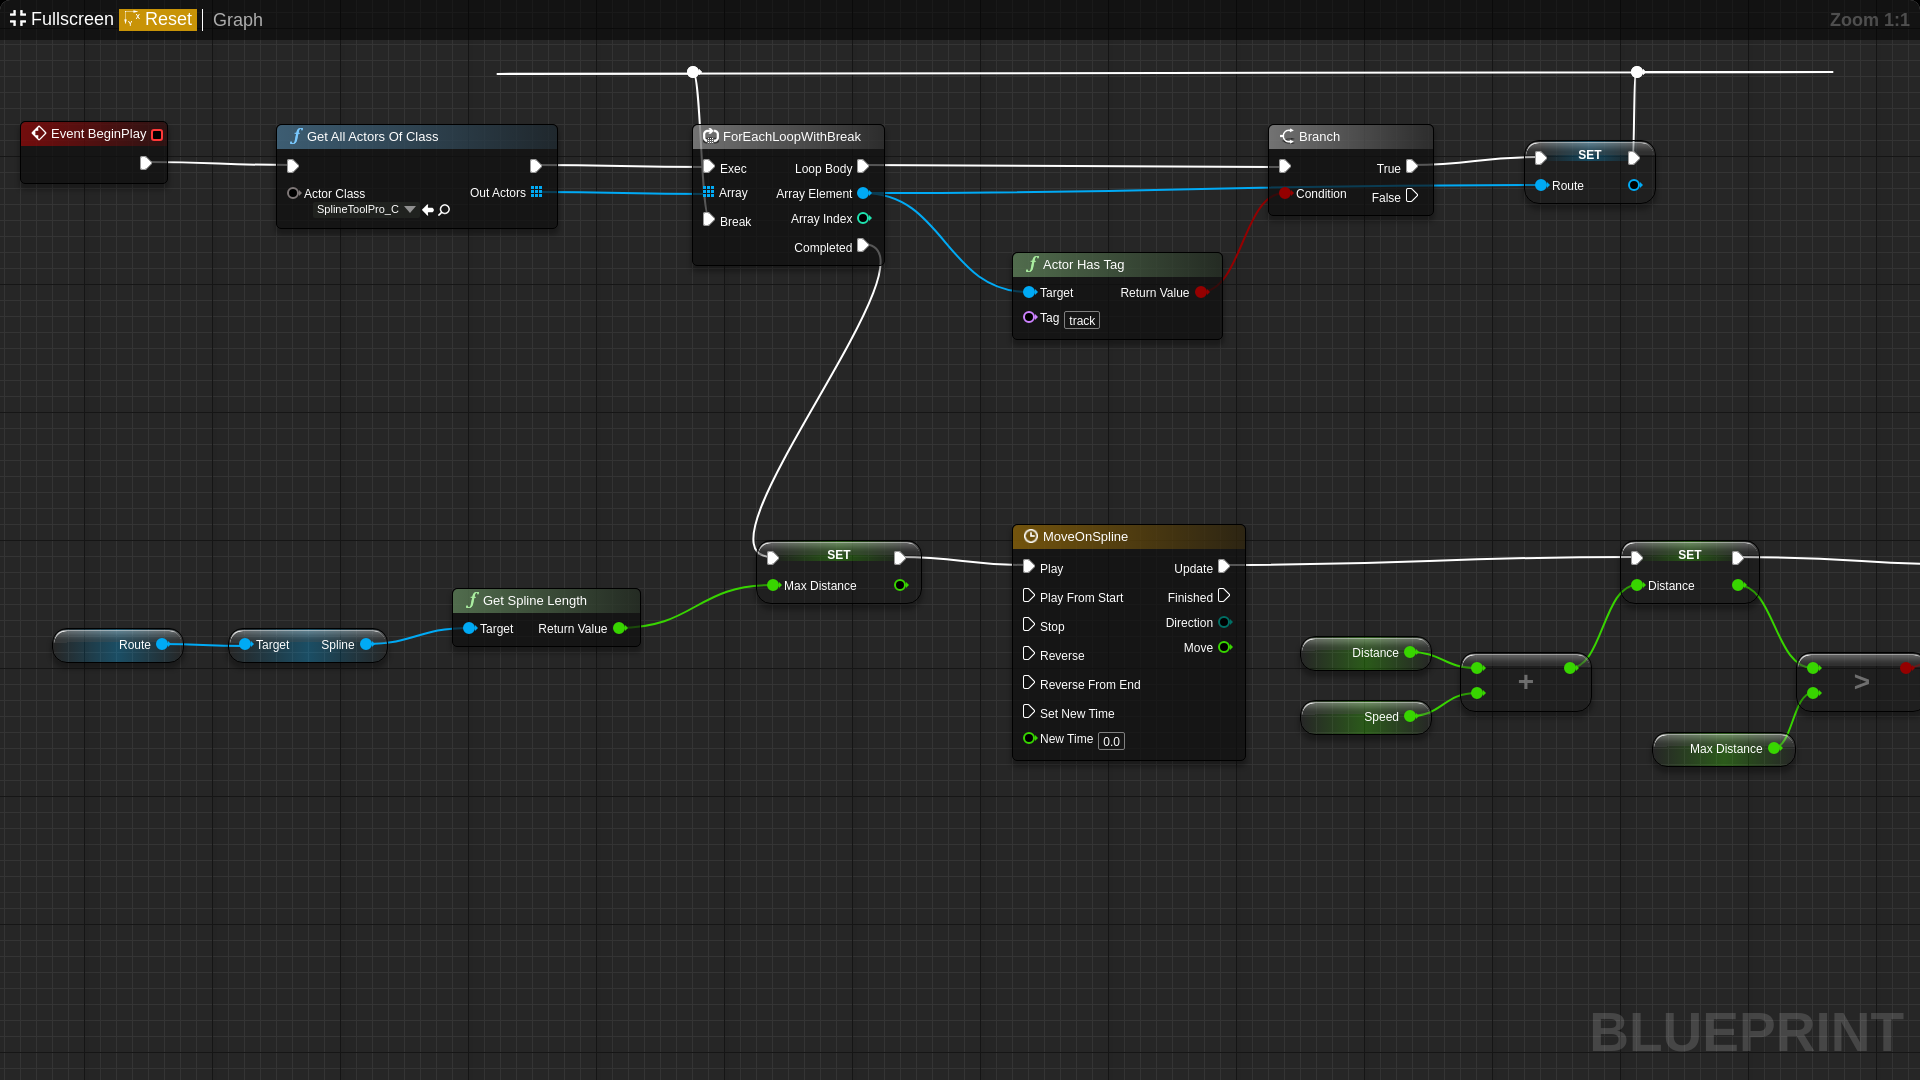 Fullscreen Reset Graph Zoom 1:1
Event BeginPlay
Get All Actors Of Class
Actor Class
SplineToolPro_C
Out Actors
ForEachLoopWithBreak
Exec Loop Body
Array Array Element
Array Index
Break
Completed
Branch
True
Condition
False
SET
Route
Actor Has Tag
Target Return Value
Tag track
SET
Max Distance
MoveOnSpline
Play Update
Play From Start Finished
Stop Direction
Reverse Move
Reverse From End
Set New Time
New Time 0.0
SET
Distance
Get Spline Length
Target Return Value
Route
Target Spline
Distance
+
Speed
>
Max Distance
BLUEPRINT